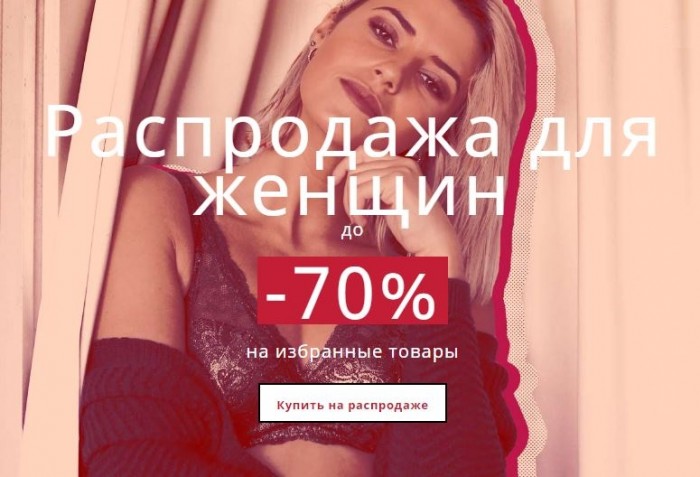 Распродажа для
женщин
до
-70%
на избранные товары
Купить на распродаже